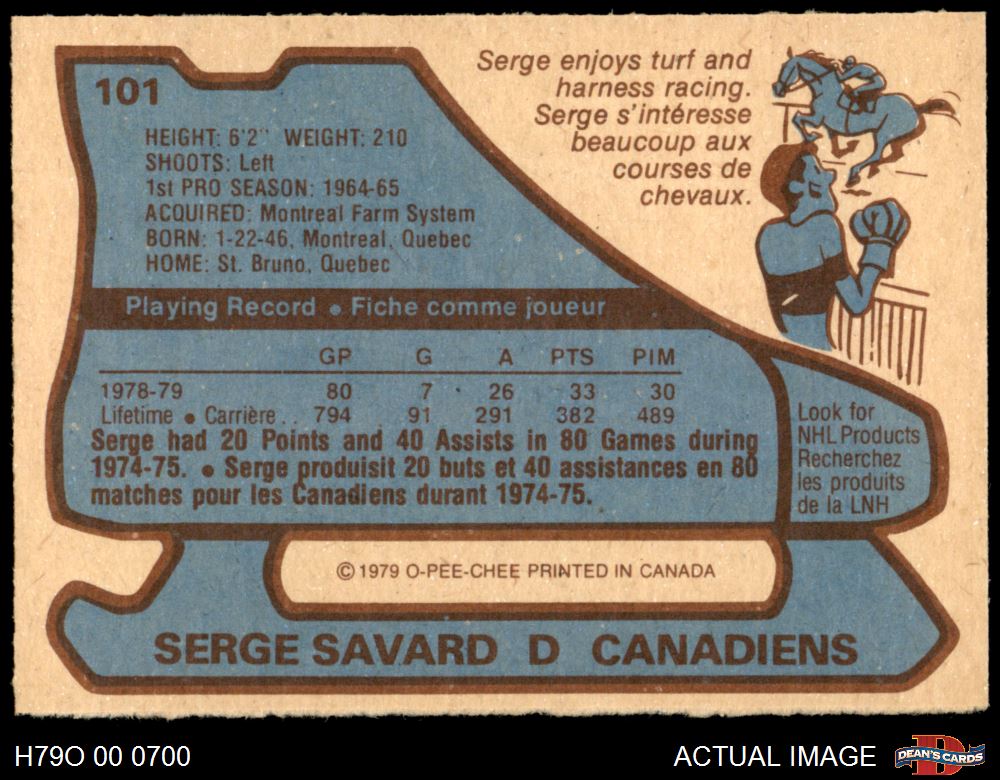 101
Serge enjoys turf and
harness racing.
Serge s'intéresse
beaucoup aux
courses de
chevaux.
HEIGHT: 6'2" WEIGHT: 210
SHOOTS: Left
1st PRO SEASON: 1964-65
ACQUIRED: Montreal Farm System
BORN: 1-22-46, Montreal, Quebec
HOME: St. Bruno, Quebec
Playing Record • Fiche comme joueur
GP G A PTS PIM
1978-79 80 7 26 33 30
Lifetime • Carrière.. 794 91 291 382 489
Serge had 20 Points and 40 Assists in 80 Games during
1974-75. • Serge produisit 20 buts et 40 assistances en 80
matches pour les Canadiens durant 1974-75.
Look for
NHL Products
Recherchez
les produits
de la LNH
© 1979 O-PEE-CHEE PRINTED IN CANADA
SERGE SAVARD D CANADIENS
H79O 00 0700
ACTUAL IMAGE
DEAN'S CARDS